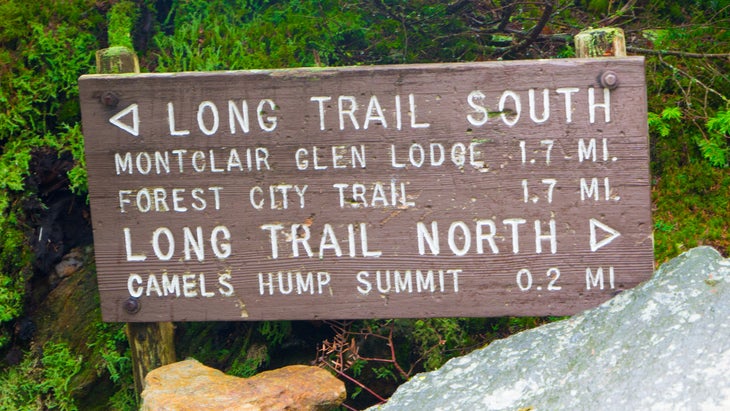 ◁ LONG TRAIL SOUTH
MONTCLAIR GLEN LODGE 1.7 MI.
FOREST CITY TRAIL 1.7 MI.
LONG TRAIL NORTH ▷
CAMELS HUMP SUMMIT 0.2 MI